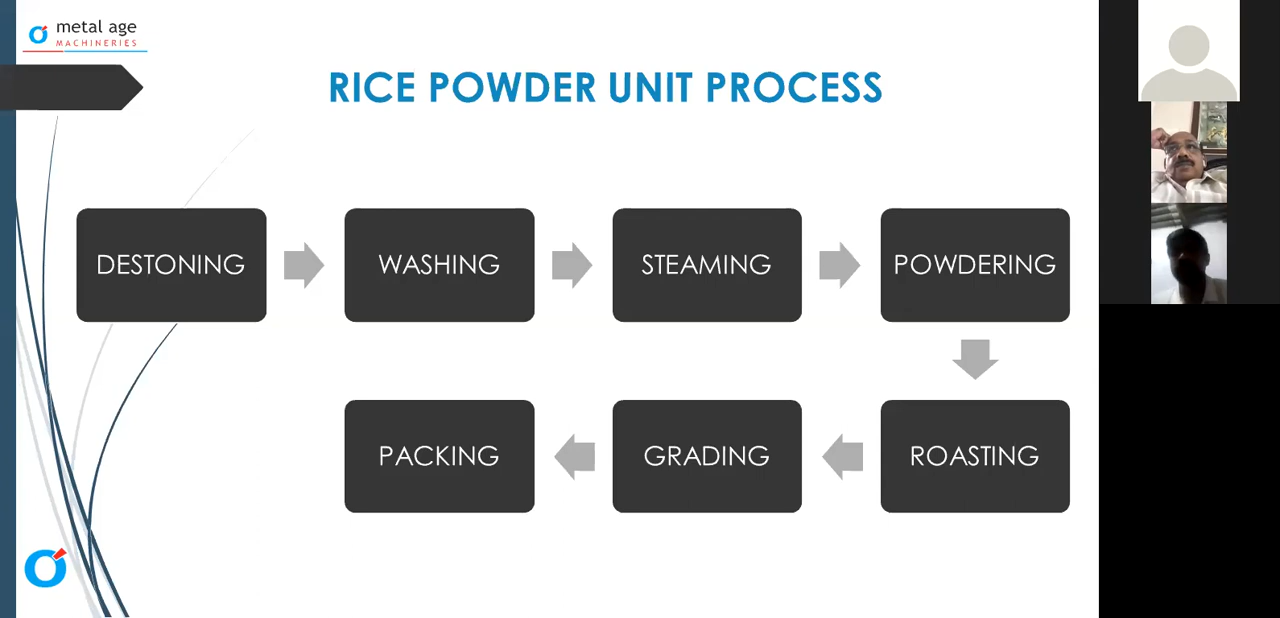 metal age
MACHINERIES
RICE POWDER UNIT PROCESS
DESTONING
WASHING
STEAMING
POWDERING
ROASTING
GRADING
PACKING